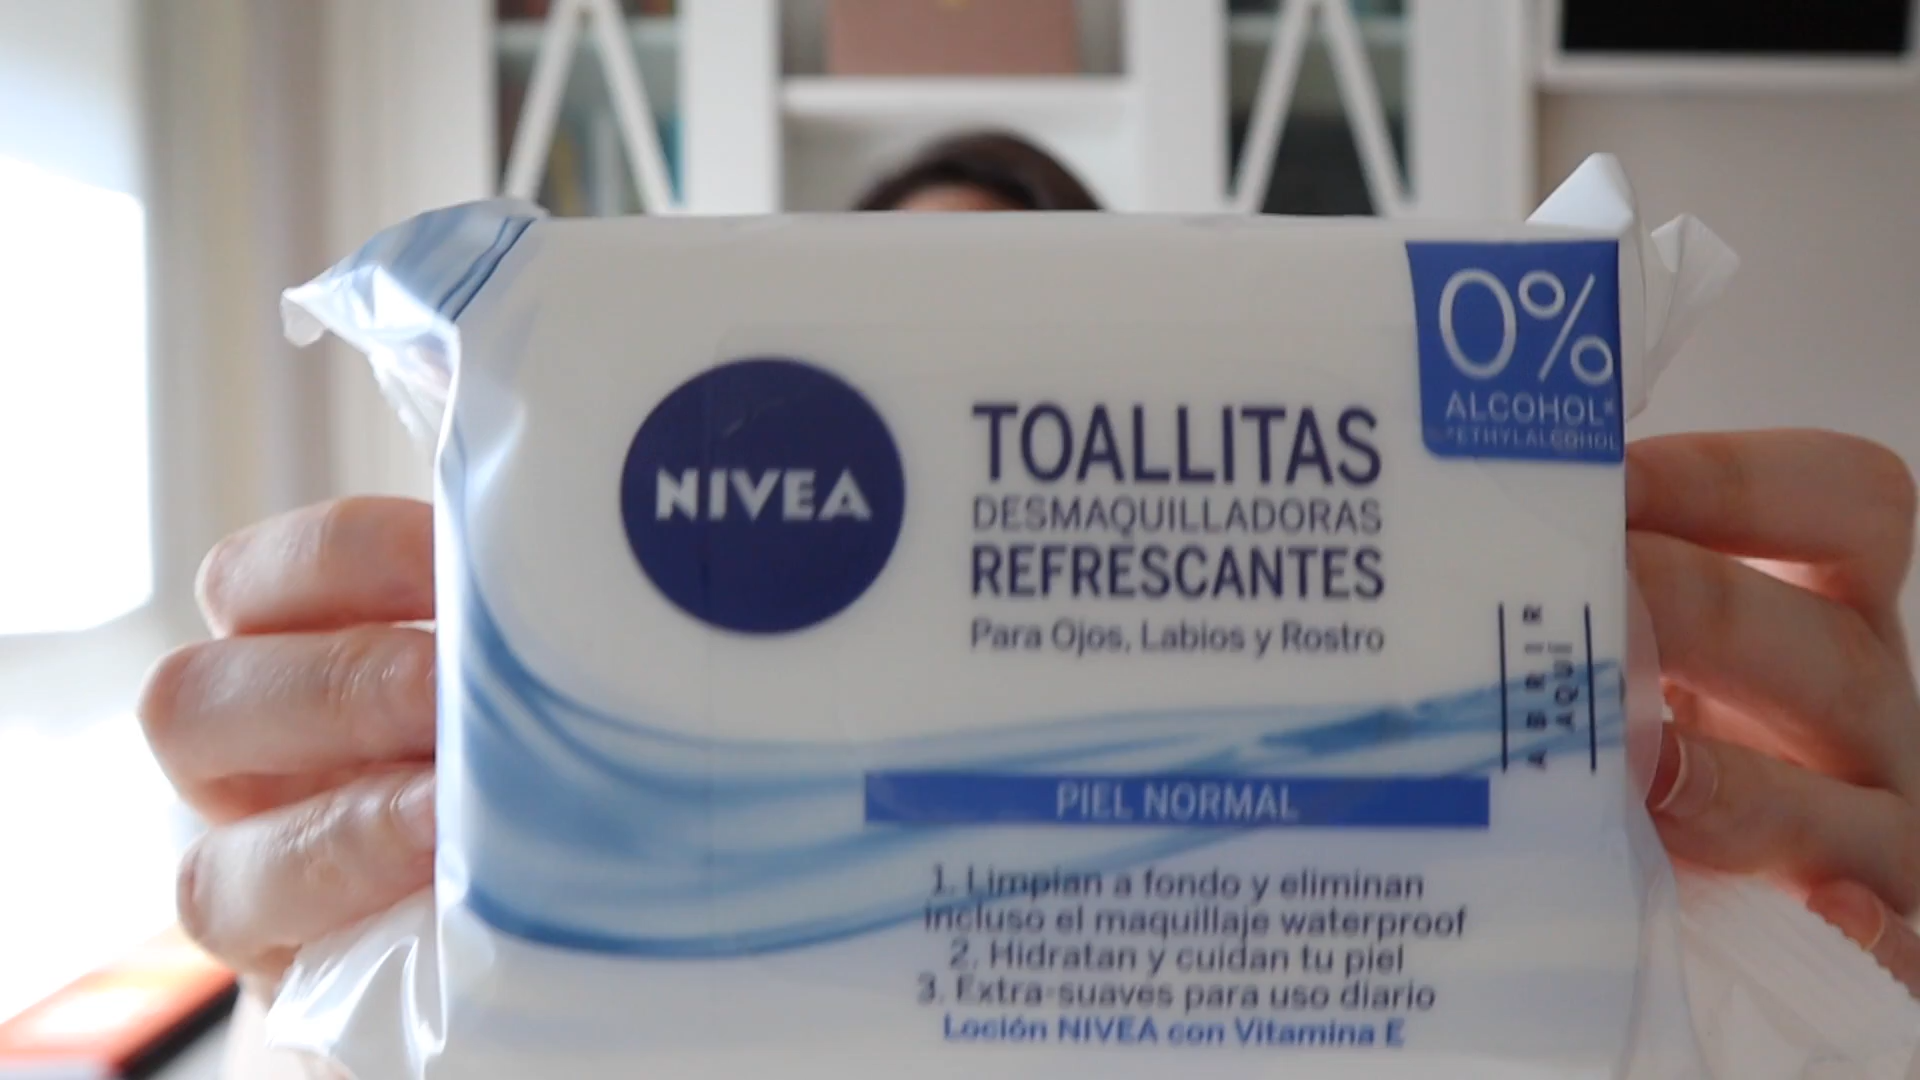 0%
ALCOHOL*
*ETHYLALCOHOL
NIVEA
TOALLITAS
DESMAQUILLADORAS
REFRESCANTES
Para Ojos, Labios y Rostro
ABRIR
AQUÍ
PIEL NORMAL
1. Limpian a fondo y eliminan
incluso el maquillaje waterproof
2. Hidratan y cuidan tu piel
3. Extra-suaves para uso diario
Loción NIVEA con Vitamina E